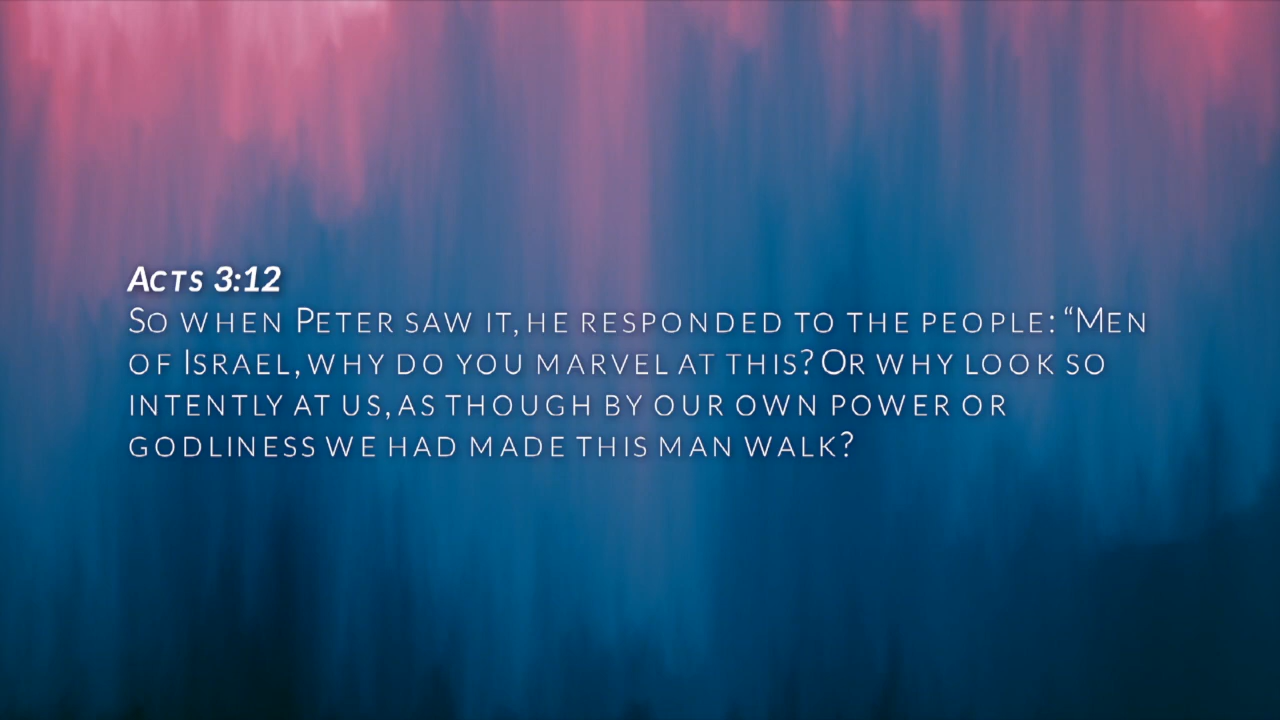 Acts 3:12
So when Peter saw it, he responded to the people: “Men
of Israel, why do you marvel at this? Or why look so
intently at us, as though by our own power or
godliness we had made this man walk?